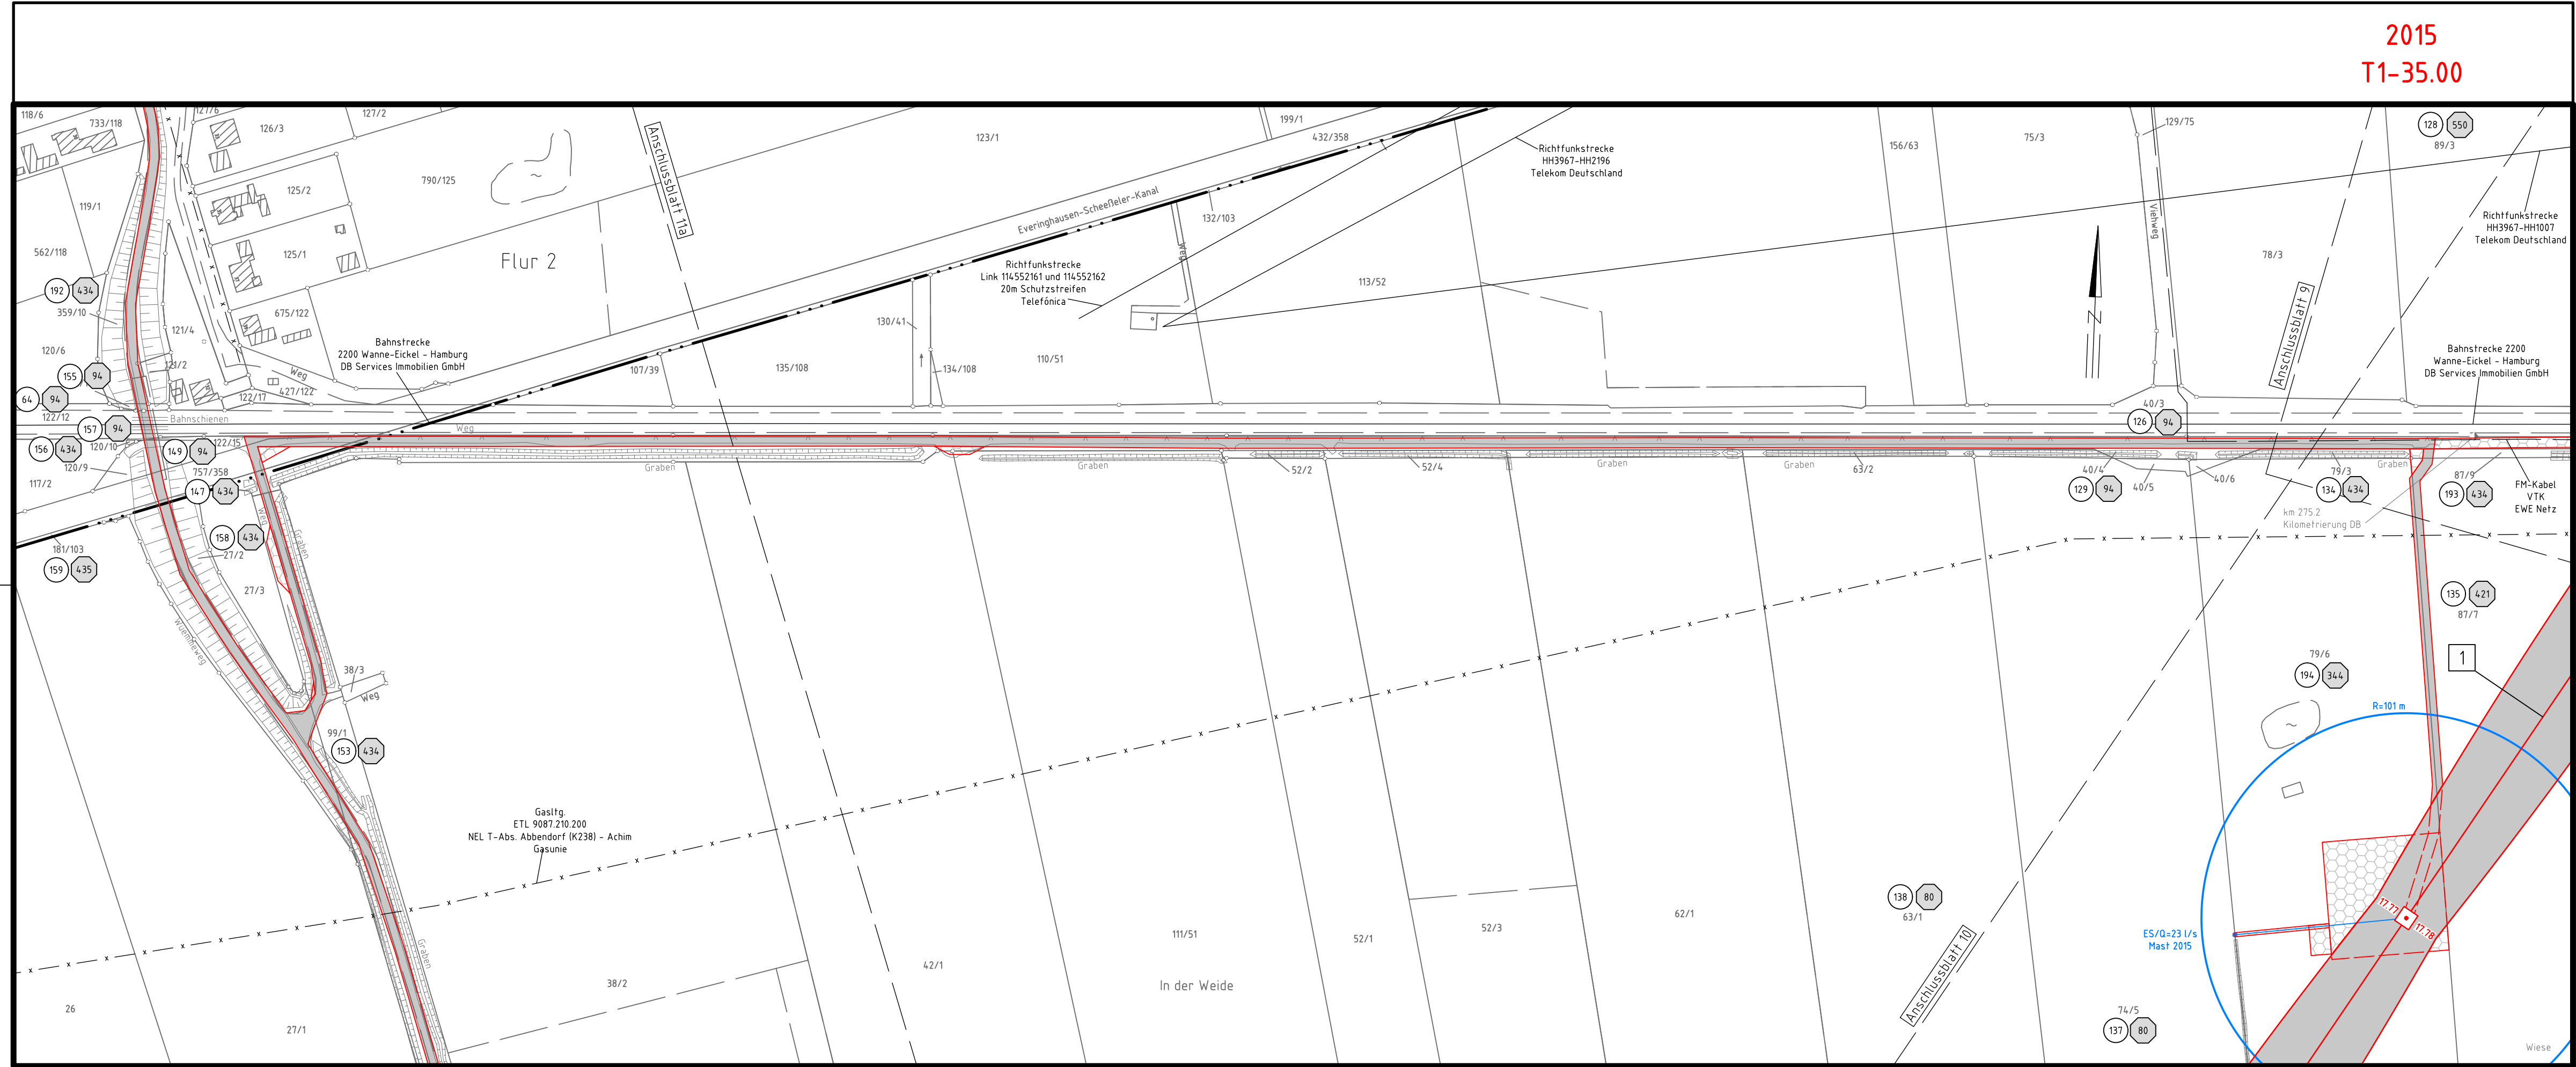 2015
T1-35.00
118/6
733/118
127/6
126/3
127/2
123/1
199/1
432/358
156/63
75/3
129/75
128
550
89/3
Anschlussblatt 11a
Richtfunkstrecke
HH3967-HH2196
Telekom Deutschland
119/1
125/2
790/125
Everinghausen-Scheeßeler-Kanal
132/103
Weg
Viehweg
Richtfunkstrecke
HH3967-HH1007
Telekom Deutschland
562/118
125/1
Flur 2
Richtfunkstrecke
Link 114552161 und 114552162
20m Schutzstreifen
Telefónica
113/52
78/3
Anschlussblatt 9
N
192
434
359/10
675/122
121/4
130/41
120/6
121/2
Bahnstrecke
2200 Wanne-Eickel - Hamburg
DB Services Immobilien GmbH
107/39
135/108
134/108
110/51
Bahnstrecke 2200
Wanne-Eickel - Hamburg
DB Services Immobilien GmbH
155
94
Weg
427/122
122/17
64
94
122/12
Bahnschienen
40/3
126
94
157
94
Weg
156
434
120/10
122/15
149
94
120/9
757/358
117/2
147
434
Graben
Graben
52/2
52/4
Graben
Graben
63/2
40/4
129
94
40/5
40/6
79/3
134
434
Graben
87/9
193
434
FM-Kabel
VTK
EWE Netz
km 275.2
Kilometrierung DB
Weg
Graben
158
434
27/2
181/103
159
435
27/3
Wuemmeweg
135
421
87/7
38/3
Weg
79/6
194
344
1
R=101 m
99/1
153
434
Gasltg.
ETL 9087.210.200
NEL T-Abs. Abbendorf (K238) - Achim
Gasunie
138
80
63/1
17.77
17.78
62/1
52/3
52/1
111/51
ES/Q=23 l/s
Mast 2015
Anschlussblatt 10
Graben
42/1
38/2
In der Weide
26
27/1
74/5
137
80
Wiese